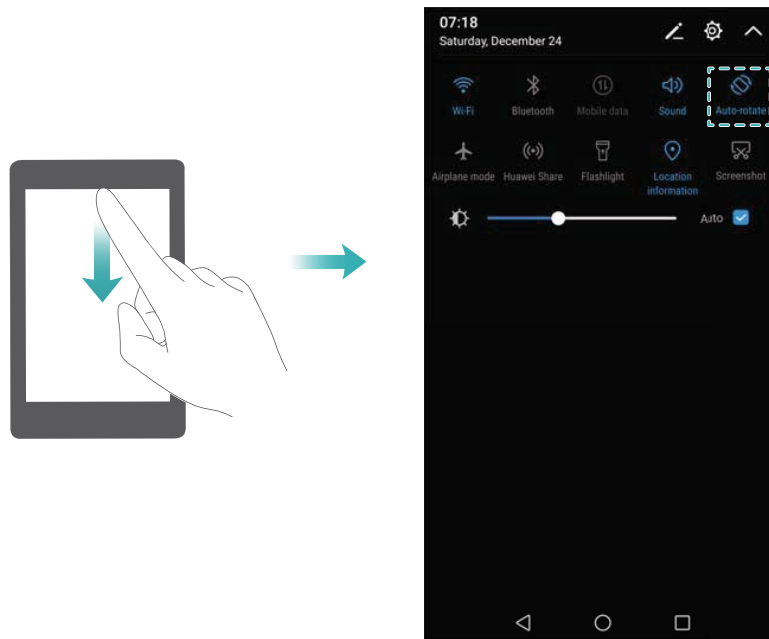 07:18
Saturday, December 24
Wi-Fi Bluetooth Mobile data Sound Auto-rotate
Airplane mode Huawei Share Flashlight Location information Screenshot
Auto